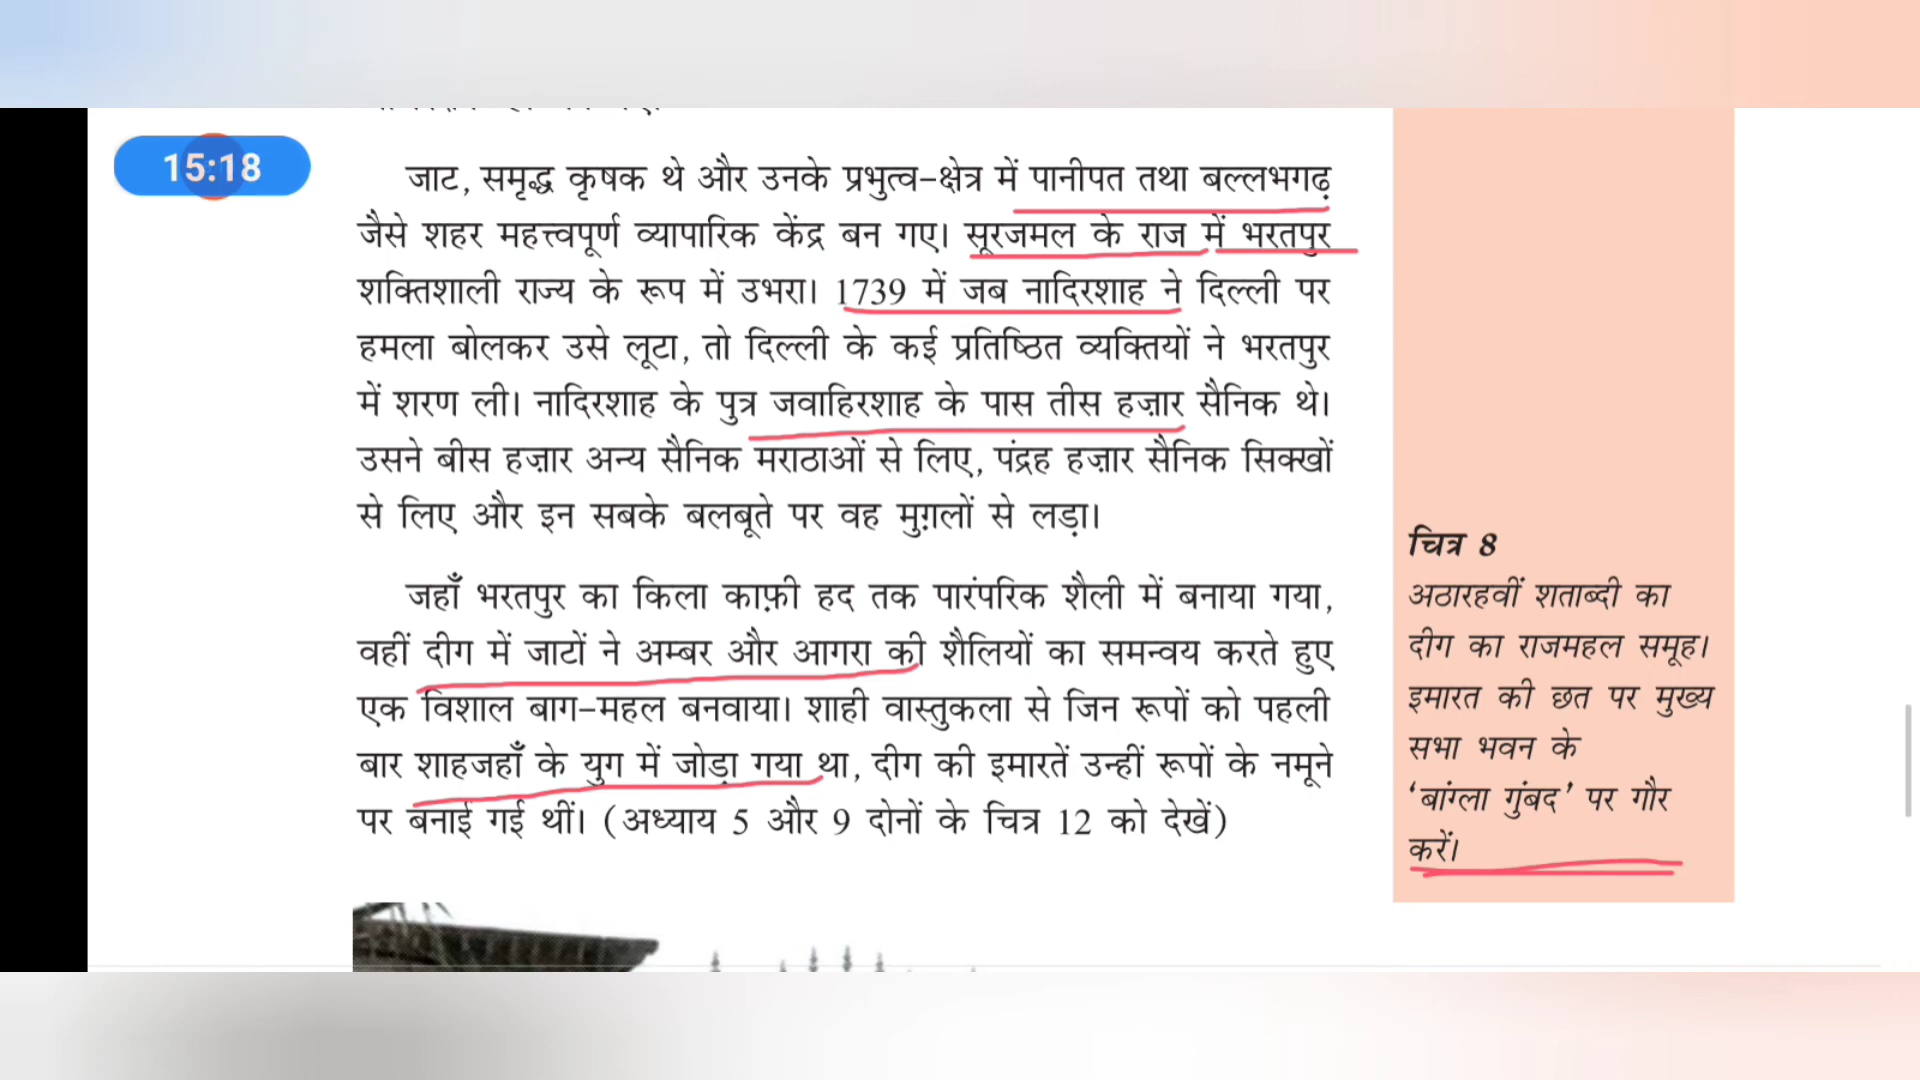 15:18
जाट, समृद्ध कृषक थे और उनके प्रभुत्व-क्षेत्र में पानीपत तथा बल्लभगढ़
जैसे शहर महत्त्वपूर्ण व्यापारिक केंद्र बन गए। सूरजमल के राज में भरतपुर
शक्तिशाली राज्य के रूप में उभरा। 1739 में जब नादिरशाह ने दिल्ली पर
हमला बोलकर उसे लूटा, तो दिल्ली के कई प्रतिष्ठित व्यक्तियों ने भरतपुर
में शरण ली। नादिरशाह के पुत्र जवाहिरशाह के पास तीस हज़ार सैनिक थे।
उसने बीस हज़ार अन्य सैनिक मराठाओं से लिए, पंद्रह हज़ार सैनिक सिक्खों
से लिए और इन सबके बलबूते पर वह मुग़लों से लड़ा।
जहाँ भरतपुर का किला काफ़ी हद तक पारंपरिक शैली में बनाया गया,
वहीं दीग में जाटों ने अम्बर और आगरा की शैलियों का समन्वय करते हुए
एक विशाल बाग-महल बनवाया। शाही वास्तुकला से जिन रूपों को पहली
बार शाहजहाँ के युग में जोड़ा गया था, दीग की इमारतें उन्हीं रूपों के नमूने
पर बनाई गई थीं। (अध्याय 5 और 9 दोनों के चित्र 12 को देखें)
चित्र 8
अठारहवीं शताब्दी का
दीग का राजमहल समूह।
इमारत की छत पर मुख्य
सभा भवन के
'बांग्ला गुंबद' पर गौर
करें।